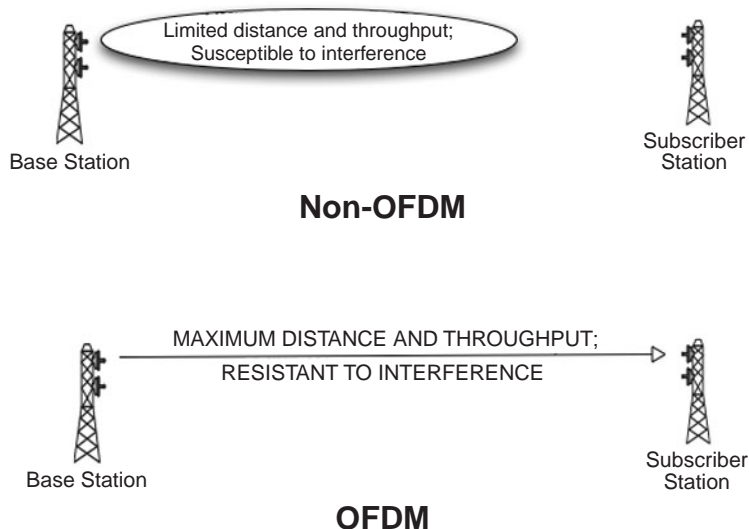 Limited distance and throughput;
Susceptible to interference
Base Station
Subscriber
Station
Non-OFDM
MAXIMUM DISTANCE AND THROUGHPUT;
RESISTANT TO INTERFERENCE
Base Station
Subscriber
Station
OFDM